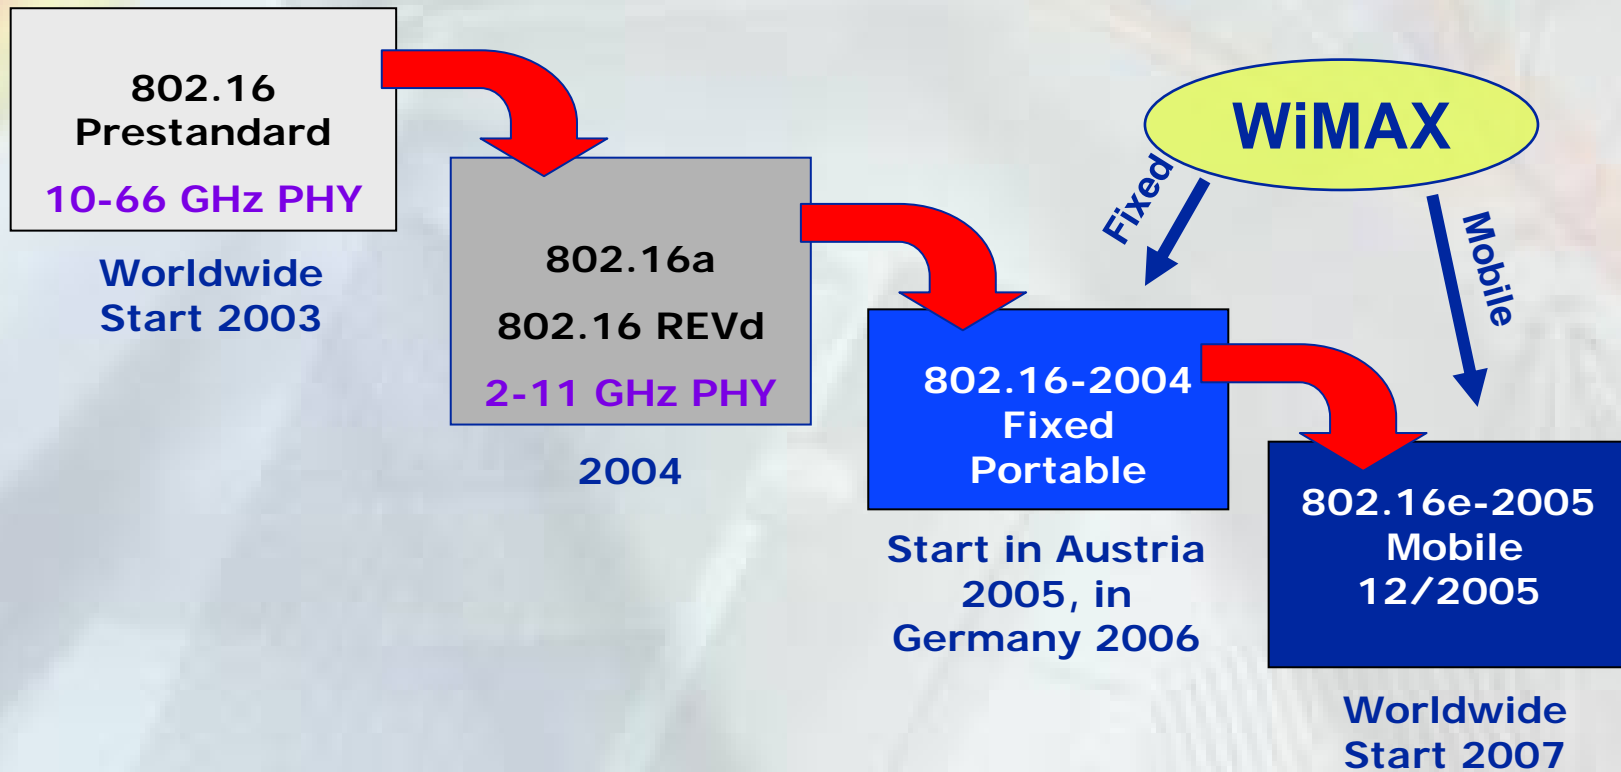 802.16
Prestandard
10-66 GHz PHY
Worldwide
Start 2003
802.16a
802.16 REVd
2-11 GHz PHY
2004
WiMAX
Fixed
Mobile
802.16-2004
Fixed
Portable
Start in Austria
2005, in
Germany 2006
802.16e-2005
Mobile
12/2005
Worldwide
Start 2007